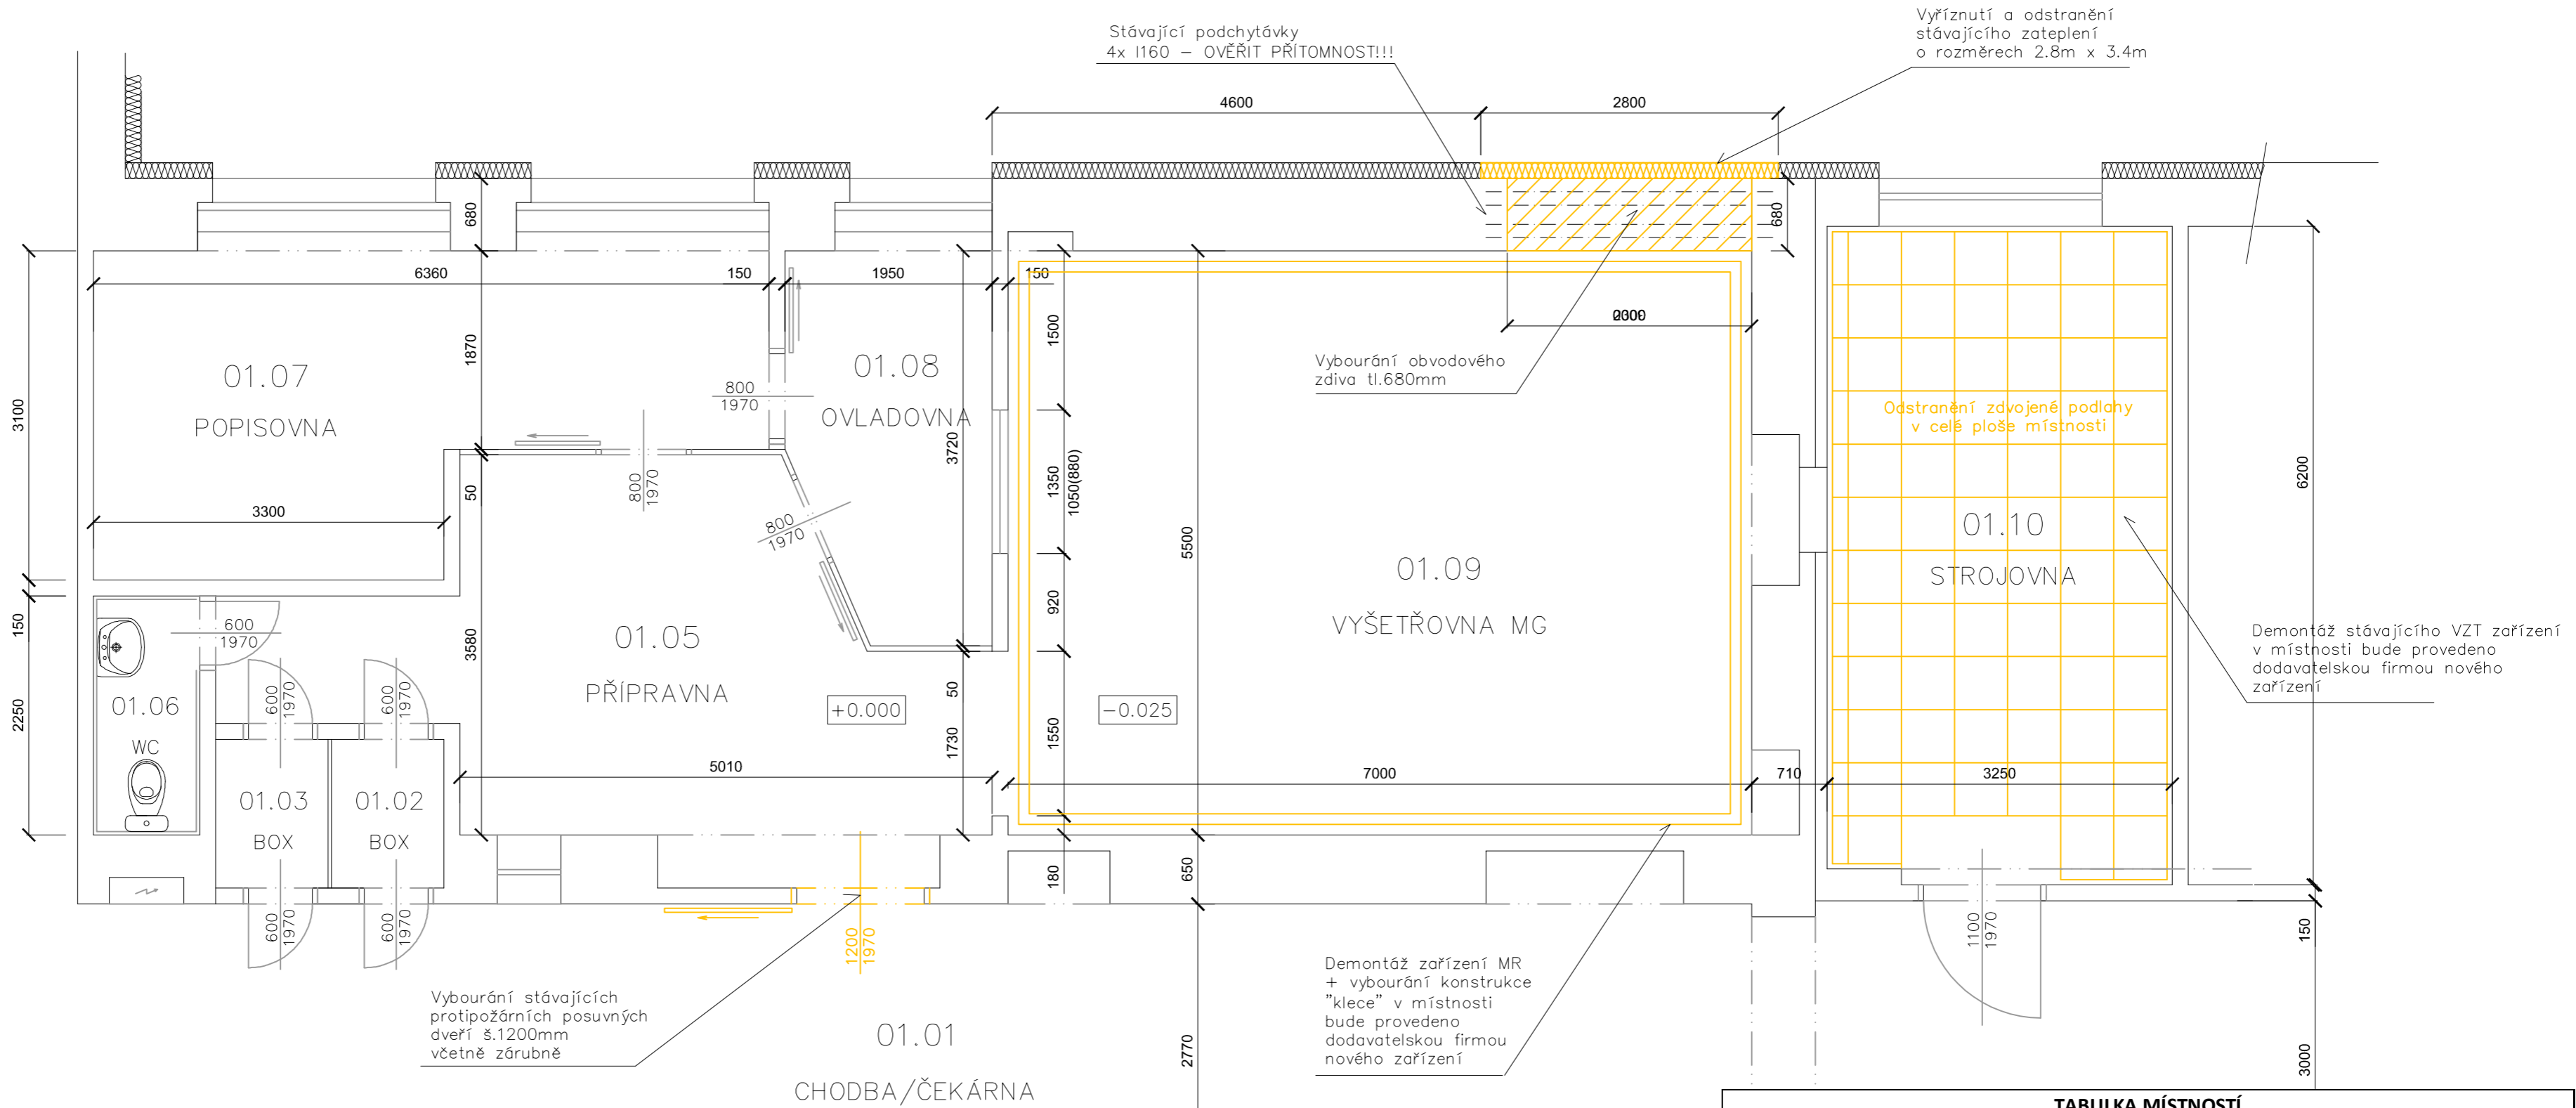 Stávající podchytávky
4x I160 – OVĚŘIT PŘÍTOMNOST!!!
Vyříznutí a odstranění
stávajícího zateplení
o rozměrech 2.8m x 3.4m
4600
2800
680
680
6360
150
1950
150
3100
1870
1500
01.07
POPISOVNA
800
1970
01.08
OVLADOVNA
3720
Vybourání obvodového
zdiva tl.680mm
Odstranění zdvojené podlahy
v celé ploše místnosti
6200
3300
50
800
1970
800
1970
1350
1050(880)
5500
01.09
VYŠETŘOVNA MG
01.10
STROJOVNA
150
600
1970
3580
01.05
PŘÍPRAVNA
920
Demontáž stávajícího VZT zařízení
v místnosti bude provedeno
dodavatelskou firmou nového
zařízení
2250
01.06
WC
600
1970
600
1970
+0.000
50
-0.025
1730
1550
5010
7000
710
3250
01.03
BOX
01.02
BOX
180
650
600
1970
600
1970
1200
1970
1100
1970
150
Vybourání stávajících
protipožárních posuvných
dveří š.1200mm
včetně zárubně
Demontáž zařízení MR
+ vybourání konstrukce
"klece" v místnosti
bude provedeno
dodavatelskou firmou
nového zařízení
01.01
CHODBA/ČEKÁRNA
2770
3000
TABULKA MÍSTNOSTÍ